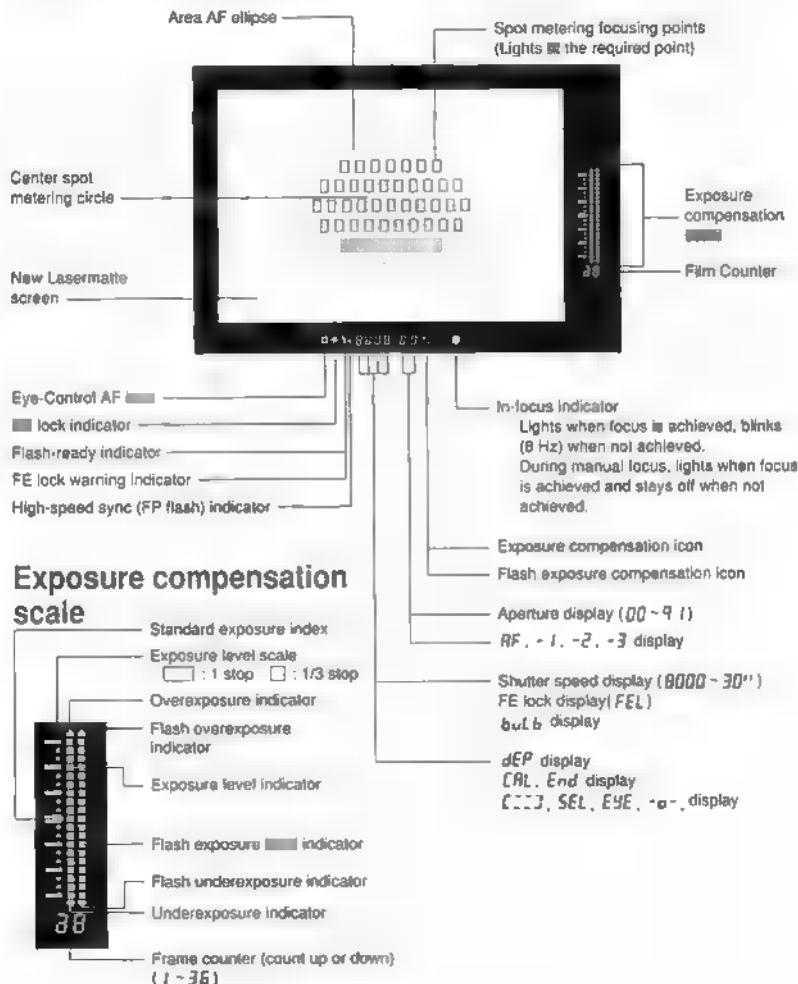 Area AF ellipse
Spot metering focusing points
(Lights the required point)
Center spot
metering circle
Exposure
compensation
New Lasermatte
screen
Film Counter
Eye-Control AF
lock indicator
Flash-ready indicator
FE lock warning indicator
High-speed sync (FP flash) indicator
In-focus indicator
Lights when focus is achieved, blinks
(8 Hz) when not achieved.
During manual focus, lights when focus
is achieved and stays off when not
achieved.
Exposure compensation icon
Flash exposure compensation icon
Aperture display (00 ~ 91)
AF, -1, -2, -3 display
Shutter speed display (8000 ~ 30")
FE lock display (FEL)
buLb display
dEP display
CAL, End display
[---], SEL, EYE, -o-, display
Exposure compensation
scale
Standard exposure index
Exposure level scale
: 1 stop : 1/3 stop
Overexposure indicator
Flash overexposure
indicator
Exposure level indicator
Flash exposure indicator
Flash underexposure indicator
Underexposure indicator
38
Frame counter (count up or down)
(1 ~ 36)